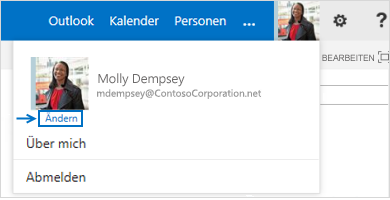 Outlook Kalender Personen ... ?
BEARBEITEN
Molly Dempsey
mdempsey@ContosoCorporation.net
Ändern
Über mich
Abmelden